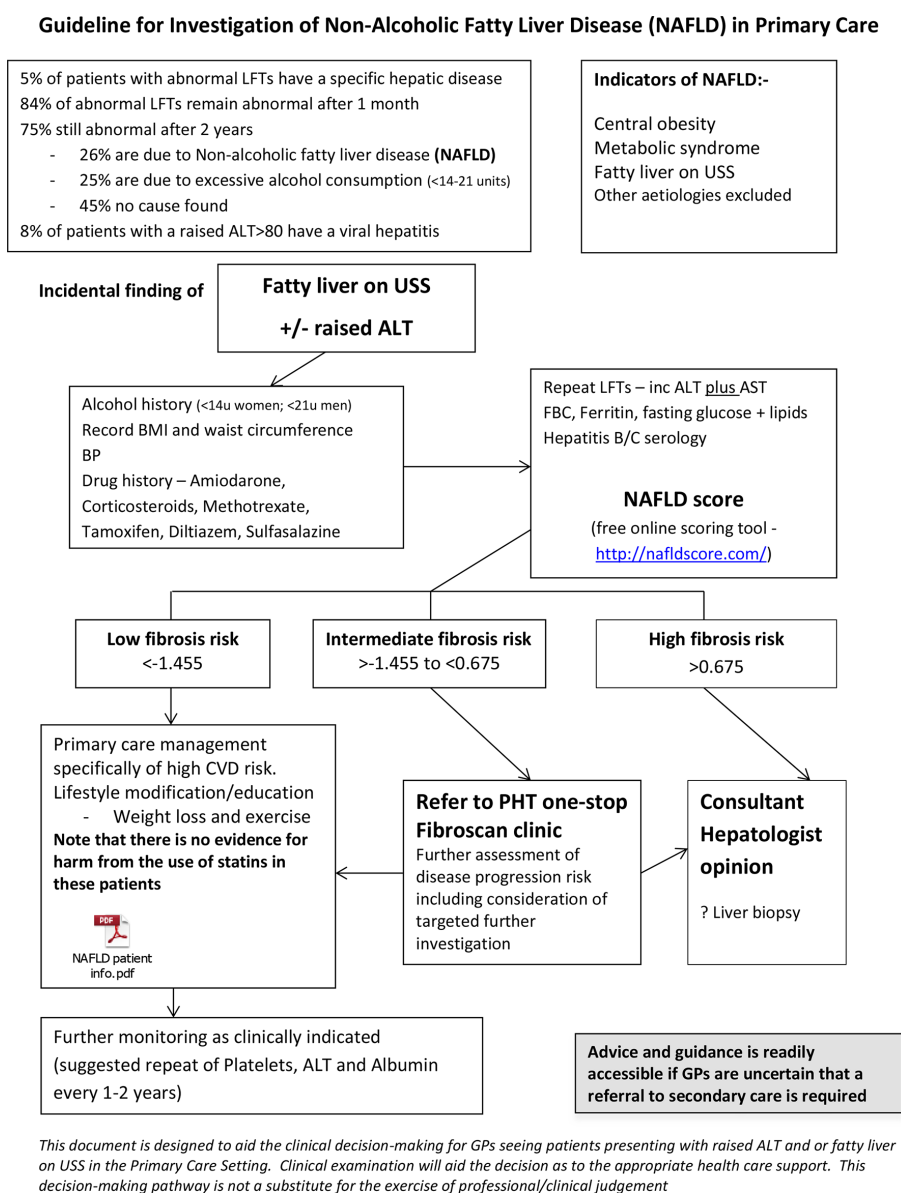 Guideline for Investigation of Non-Alcoholic Fatty Liver Disease (NAFLD) in Primary Care
5% of patients with abnormal LFTs have a specific hepatic disease
84% of abnormal LFTs remain abnormal after 1 month
75% still abnormal after 2 years
- 26% are due to Non-alcoholic fatty liver disease (NAFLD)
- 25% are due to excessive alcohol consumption (<14-21 units)
- 45% no cause found
8% of patients with a raised ALT>80 have a viral hepatitis
Indicators of NAFLD:-
Central obesity
Metabolic syndrome
Fatty liver on USS
Other aetiologies excluded
Incidental finding of
Fatty liver on USS
+/- raised ALT
Alcohol history (<14u women; <21u men)
Record BMI and waist circumference
BP
Drug history – Amiodarone,
Corticosteroids, Methotrexate,
Tamoxifen, Diltiazem, Sulfasalazine
Repeat LFTs – inc ALT plus AST
FBC, Ferritin, fasting glucose + lipids
Hepatitis B/C serology
NAFLD score
(free online scoring tool -
http://nafldscore.com/)
Low fibrosis risk
<-1.455
Intermediate fibrosis risk
>-1.455 to <0.675
High fibrosis risk
>0.675
Primary care management
specifically of high CVD risk.
Lifestyle modification/education
- Weight loss and exercise
Note that there is no evidence for
harm from the use of statins in
these patients
PDF
NAFLD patient
info.pdf
Refer to PHT one-stop
Fibroscan clinic
Further assessment of
disease progression risk
including consideration of
targeted further
investigation
Consultant
Hepatologist
opinion
? Liver biopsy
Further monitoring as clinically indicated
(suggested repeat of Platelets, ALT and Albumin
every 1-2 years)
Advice and guidance is readily
accessible if GPs are uncertain that a
referral to secondary care is required
This document is designed to aid the clinical decision-making for GPs seeing patients presenting with raised ALT and or fatty liver
on USS in the Primary Care Setting. Clinical examination will aid the decision as to the appropriate health care support. This
decision-making pathway is not a substitute for the exercise of professional/clinical judgement